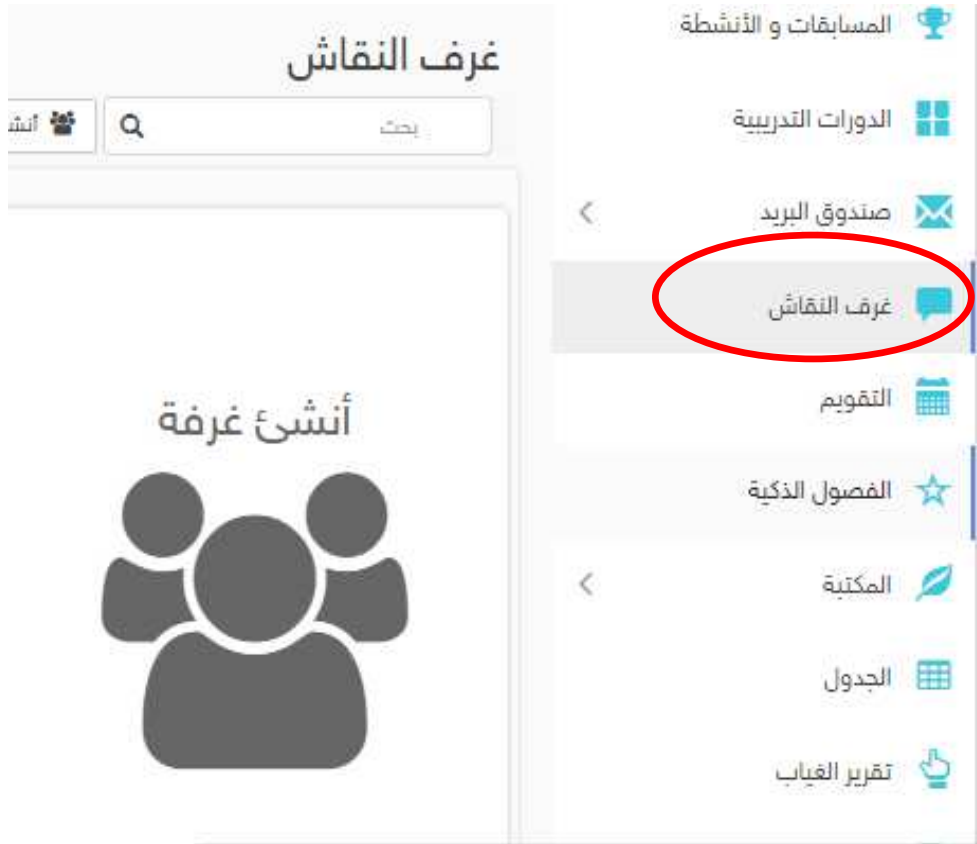 المسابقات و الأنشطة
الدورات التدريبية
صندوق البريد
غرف النقاش
التقويم
الفصول الذكية
المكتبة
الجدول
تقرير الغياب
غرف النقاش
بحث
أنشئ غرفة